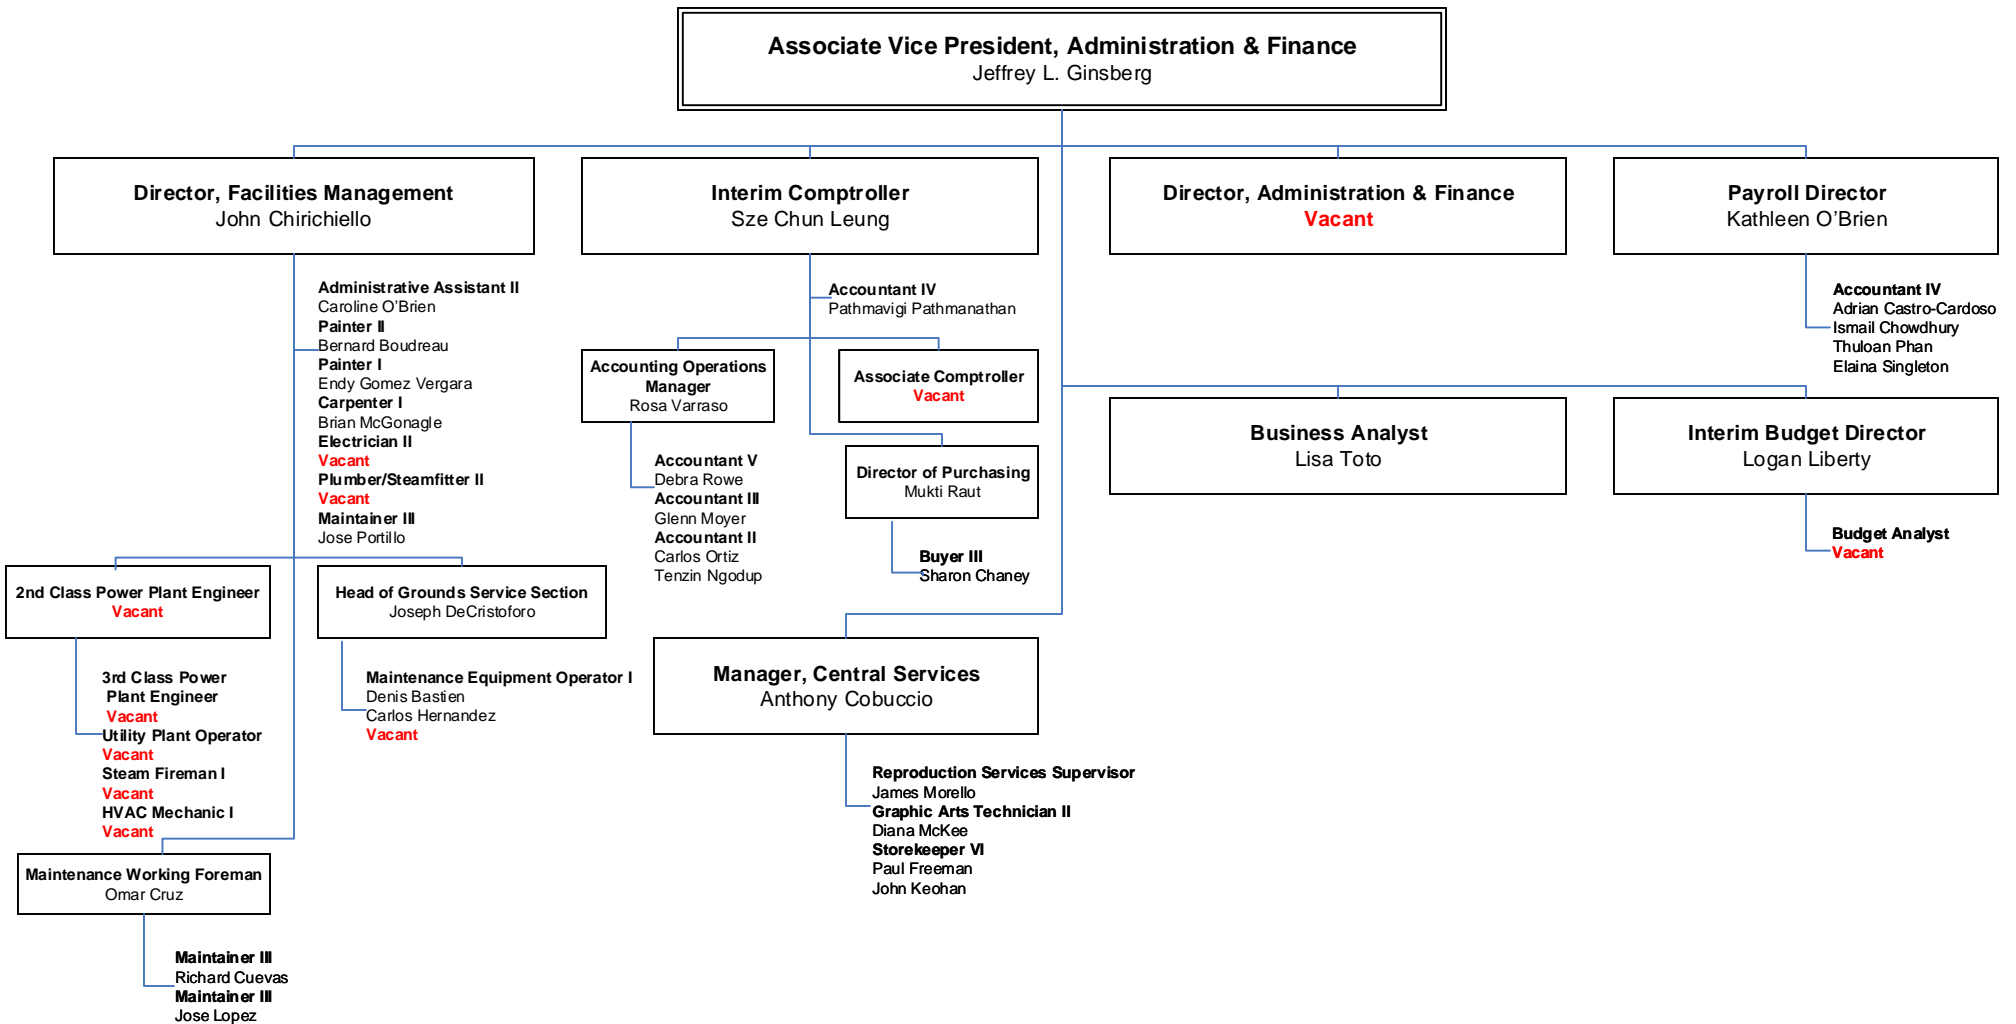 Associate Vice President, Administration & Finance
Jeffrey L. Ginsberg
Director, Facilities Management
John Chirichiello
Interim Comptroller
Sze Chun Leung
Director, Administration & Finance
Vacant
Payroll Director
Kathleen O’Brien
Administrative Assistant II
Caroline O’Brien
Painter II
Bernard Boudreau
Painter I
Endy Gomez Vergara
Carpenter I
Brian McGonagle
Electrician II
Vacant
Plumber/Steamfitter II
Vacant
Maintainer III
Jose Portillo
Accountant IV
Pathmavigi Pathmanathan
Accounting Operations
Manager
Rosa Varraso
Associate Comptroller
Vacant
Accountant V
Debra Rowe
Accountant III
Glenn Moyer
Accountant II
Carlos Ortiz
Tenzin Ngodup
Director of Purchasing
Mukti Raut
Buyer III
Sharon Chaney
Accountant IV
Adrian Castro-Cardoso
Ismail Chowdhury
Thuloan Phan
Elaina Singleton
Business Analyst
Lisa Toto
Interim Budget Director
Logan Liberty
Budget Analyst
Vacant
2nd Class Power Plant Engineer
Vacant
Head of Grounds Service Section
Joseph DeCristoforo
3rd Class Power
Plant Engineer
Vacant
Utility Plant Operator
Vacant
Steam Fireman I
Vacant
HVAC Mechanic I
Vacant
Maintenance Equipment Operator I
Denis Bastien
Carlos Hernandez
Vacant
Manager, Central Services
Anthony Cobuccio
Reproduction Services Supervisor
James Morello
Graphic Arts Technician II
Diana McKee
Storekeeper VI
Paul Freeman
John Keohan
Maintenance Working Foreman
Omar Cruz
Maintainer III
Richard Cuevas
Maintainer III
Jose Lopez